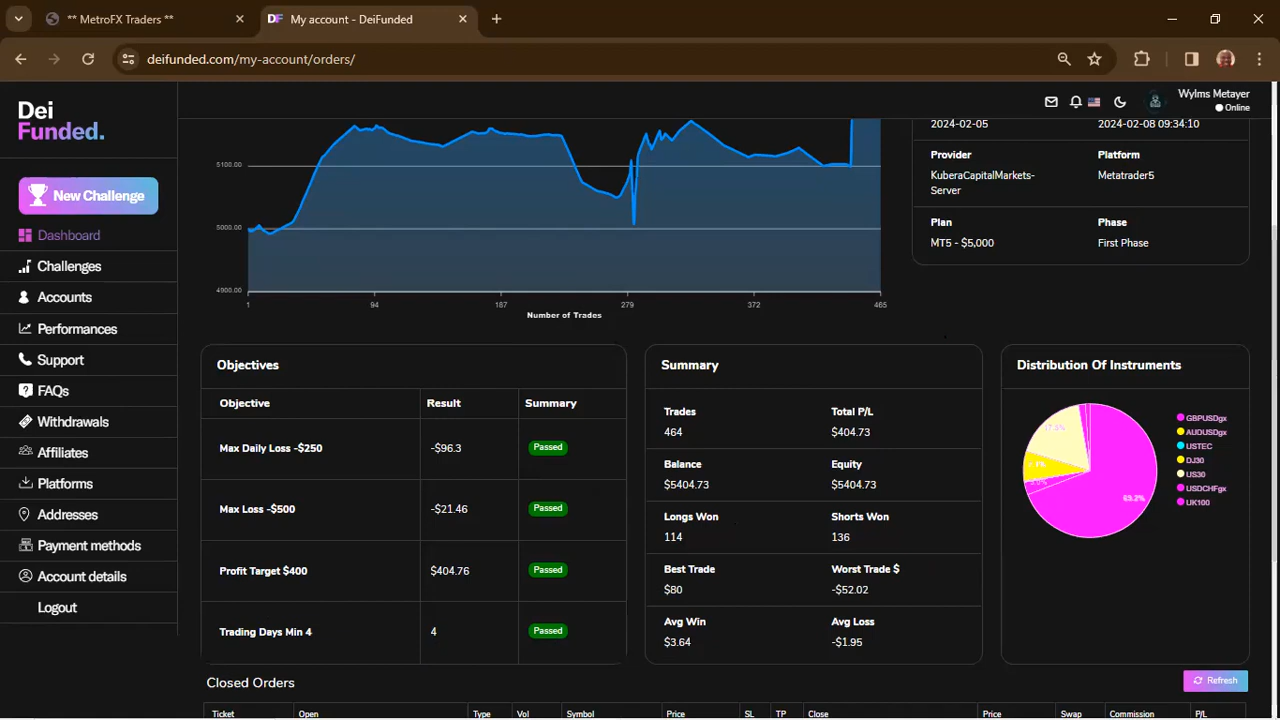 ** MetroFX Traders **
My account - DeiFunded
deifunded.com/my-account/orders/
Dei
Funded.
New Challenge
Dashboard
Challenges
Accounts
Performances
Support
FAQs
Withdrawals
Affiliates
Platforms
Addresses
Payment methods
Account details
Logout
Wylms Metayer
Online
5100.00
5000.00
4900.00
1 94 187 279 372 465
Number of Trades
2024-02-05 2024-02-08 09:34:10
Provider Platform
KuberaCapitalMarkets- Metatrader5
Server
Plan Phase
MT5 - $5,000 First Phase
Objectives
Objective Result Summary
Max Daily Loss -$250 -$96.3 Passed
Max Loss -$500 -$21.46 Passed
Profit Target $400 $404.76 Passed
Trading Days Min 4 4 Passed
Summary
Trades Total P/L
464 $404.73
Balance Equity
$5404.73 $5404.73
Longs Won Shorts Won
114 136
Best Trade Worst Trade $
$80 -$52.02
Avg Win Avg Loss
$3.64 -$1.95
Distribution Of Instruments
63.2%
GBPUSDgx
AUDUSDgx
USTEC
DJ30
US30
USDCHFgx
UK100
Closed Orders
Refresh
Ticket Open Type Vol Symbol Price SL TP Close Price Swap Commission P/L